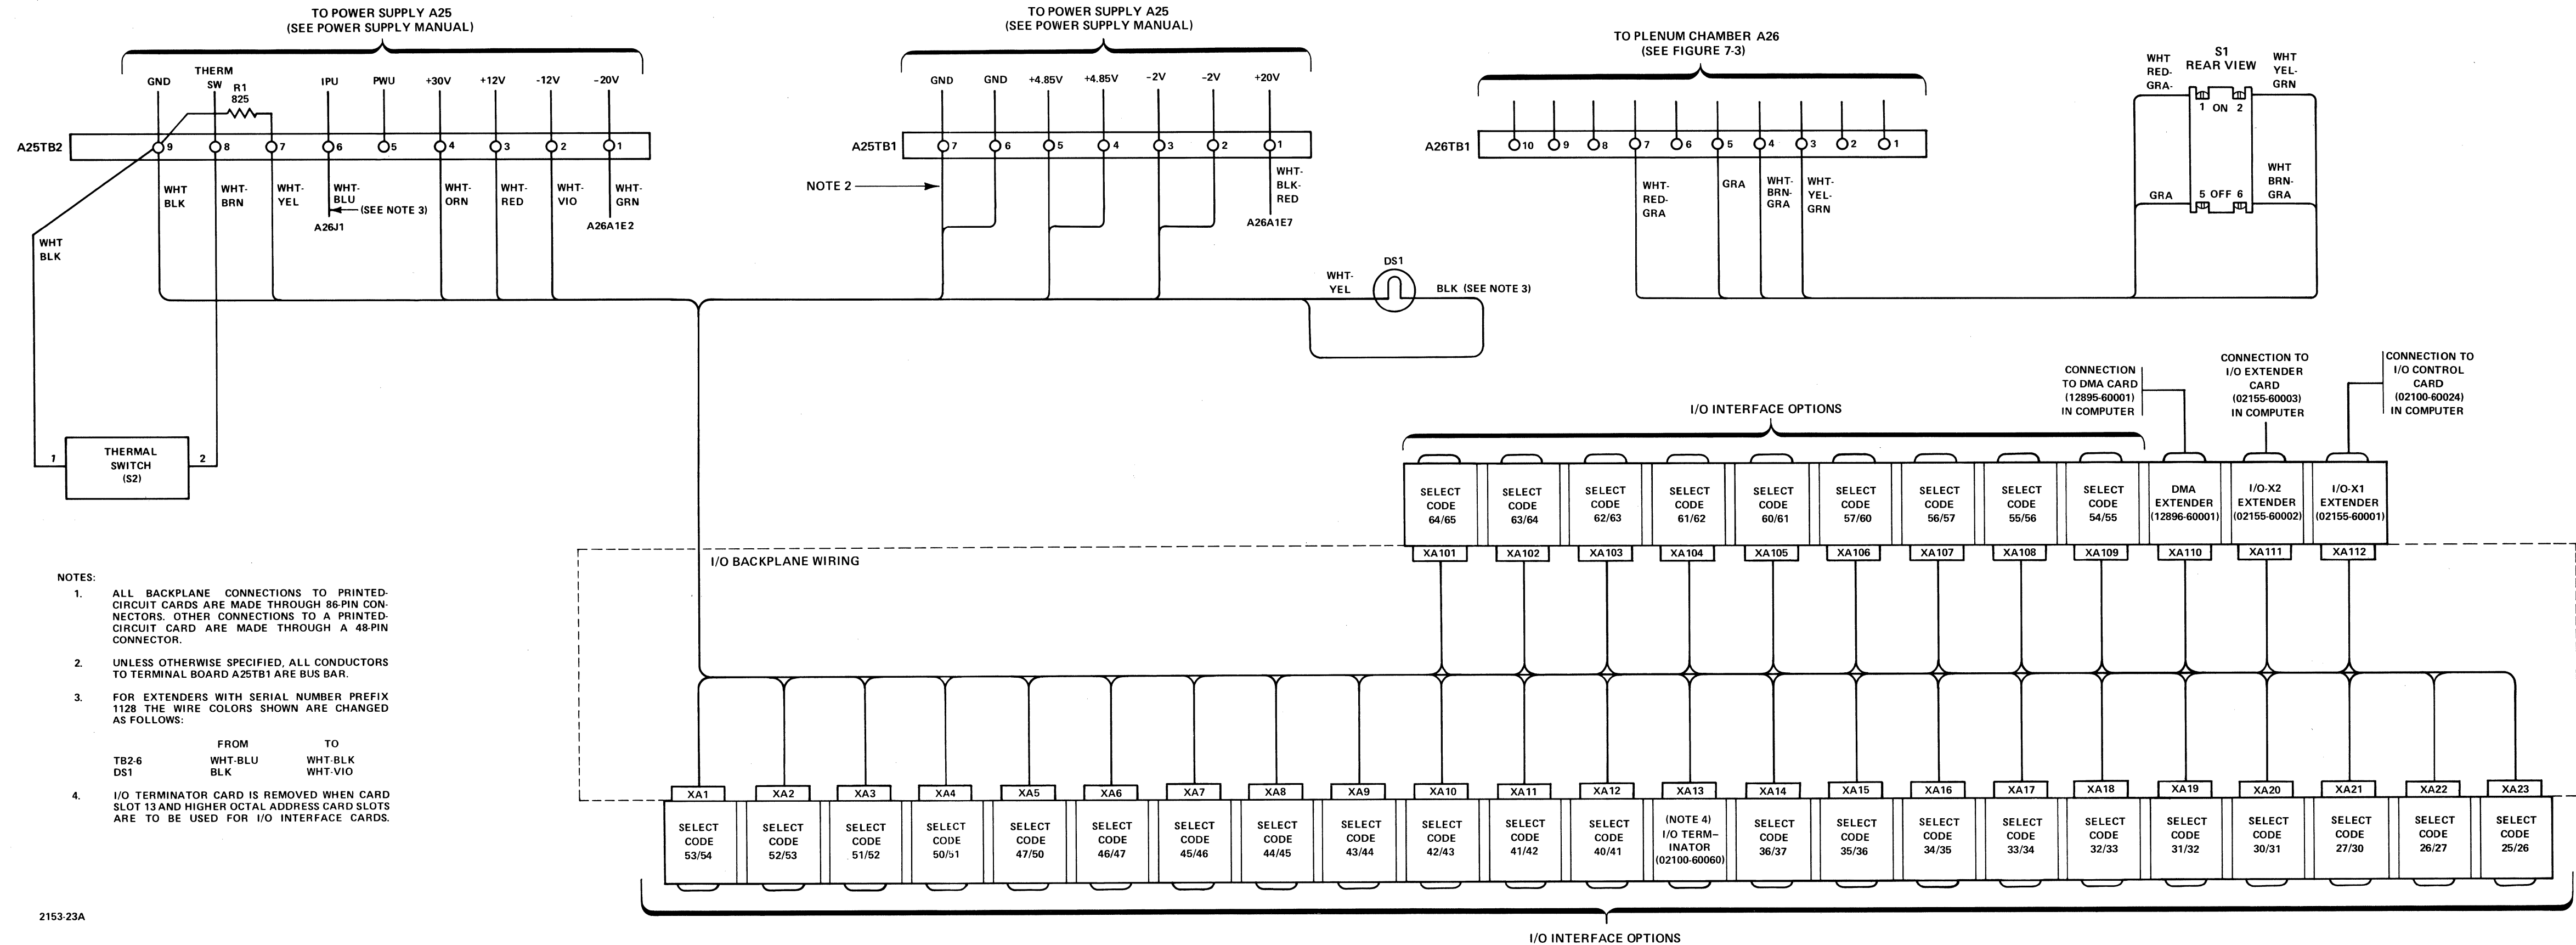 TO POWER SUPPLY A25
(SEE POWER SUPPLY MANUAL)
GND
THERM
SW
R1
825
IPU
PWU
+30V
+12V
-12V
-20V
A25TB2
9
8
7
6
5
4
3
2
1
WHT
BLK
WHT-
BRN
WHT-
YEL
WHT-
BLU
(SEE NOTE 3)
A26J1
WHT-
ORN
WHT-
RED
WHT-
VIO
WHT-
GRN
A26A1E2
WHT
BLK
1
THERMAL
SWITCH
(S2)
2
TO POWER SUPPLY A25
(SEE POWER SUPPLY MANUAL)
GND
GND
+4.85V
+4.85V
-2V
-2V
+20V
A25TB1
7
6
5
4
3
2
1
NOTE 2
WHT-
BLK-
RED
A26A1E7
WHT-
YEL
DS1
BLK (SEE NOTE 3)
TO PLENUM CHAMBER A26
(SEE FIGURE 7-3)
A26TB1
10
9
8
7
6
5
4
3
2
1
WHT-
RED-
GRA
GRA
WHT-
BRN-
GRA
WHT-
YEL-
GRN
S1
REAR VIEW
WHT
RED-
GRA-
WHT
YEL-
GRN
1 ON 2
GRA
5 OFF 6
WHT
BRN-
GRA
CONNECTION
TO DMA CARD
(12895-60001)
IN COMPUTER
CONNECTION TO
I/O EXTENDER
CARD
(02155-60003)
IN COMPUTER
CONNECTION TO
I/O CONTROL
CARD
(02100-60024)
IN COMPUTER
I/O INTERFACE OPTIONS
SELECT
CODE
64/65
SELECT
CODE
63/64
SELECT
CODE
62/63
SELECT
CODE
61/62
SELECT
CODE
60/61
SELECT
CODE
57/60
SELECT
CODE
56/57
SELECT
CODE
55/56
SELECT
CODE
54/55
DMA
EXTENDER
(12896-60001)
I/O-X2
EXTENDER
(02155-60002)
I/O-X1
EXTENDER
(02155-60001)
XA101
XA102
XA103
XA104
XA105
XA106
XA107
XA108
XA109
XA110
XA111
XA112
I/O BACKPLANE WIRING
NOTES:
1. ALL BACKPLANE CONNECTIONS TO PRINTED-
CIRCUIT CARDS ARE MADE THROUGH 86-PIN CON-
NECTORS. OTHER CONNECTIONS TO A PRINTED-
CIRCUIT CARD ARE MADE THROUGH A 48-PIN
CONNECTOR.
2. UNLESS OTHERWISE SPECIFIED, ALL CONDUCTORS
TO TERMINAL BOARD A25TB1 ARE BUS BAR.
3. FOR EXTENDERS WITH SERIAL NUMBER PREFIX
1128 THE WIRE COLORS SHOWN ARE CHANGED
AS FOLLOWS:
FROM TO
TB2-6 WHT-BLU WHT-BLK
DS1 BLK WHT-VIO
4. I/O TERMINATOR CARD IS REMOVED WHEN CARD
SLOT 13 AND HIGHER OCTAL ADDRESS CARD SLOTS
ARE TO BE USED FOR I/O INTERFACE CARDS.
XA1
XA2
XA3
XA4
XA5
XA6
XA7
XA8
XA9
XA10
XA11
XA12
XA13
XA14
XA15
XA16
XA17
XA18
XA19
XA20
XA21
XA22
XA23
SELECT
CODE
53/54
SELECT
CODE
52/53
SELECT
CODE
51/52
SELECT
CODE
50/51
SELECT
CODE
47/50
SELECT
CODE
46/47
SELECT
CODE
45/46
SELECT
CODE
44/45
SELECT
CODE
43/44
SELECT
CODE
42/43
SELECT
CODE
41/42
SELECT
CODE
40/41
(NOTE 4)
I/O TERM-
INATOR
(02100-60060)
SELECT
CODE
36/37
SELECT
CODE
35/36
SELECT
CODE
34/35
SELECT
CODE
33/34
SELECT
CODE
32/33
SELECT
CODE
31/32
SELECT
CODE
30/31
SELECT
CODE
27/30
SELECT
CODE
26/27
SELECT
CODE
25/26
I/O INTERFACE OPTIONS
2153-23A